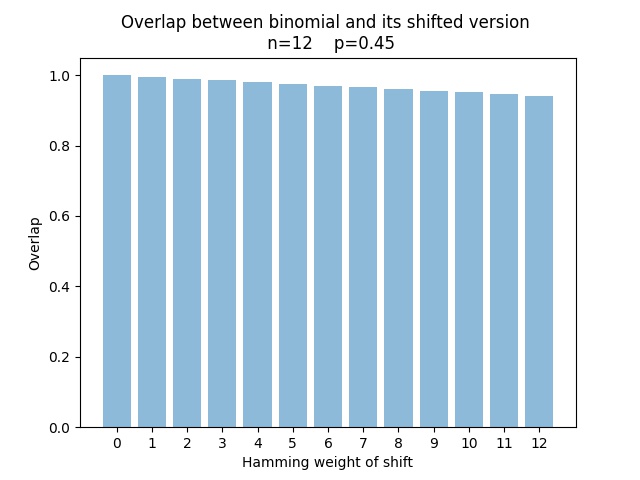 Overlap between binomial and its shifted version
n=12    p=0.45
1.0
0.8
0.6
0.4
0.2
0.0
Overlap
0 1 2 3 4 5 6 7 8 9 10 11 12
Hamming weight of shift